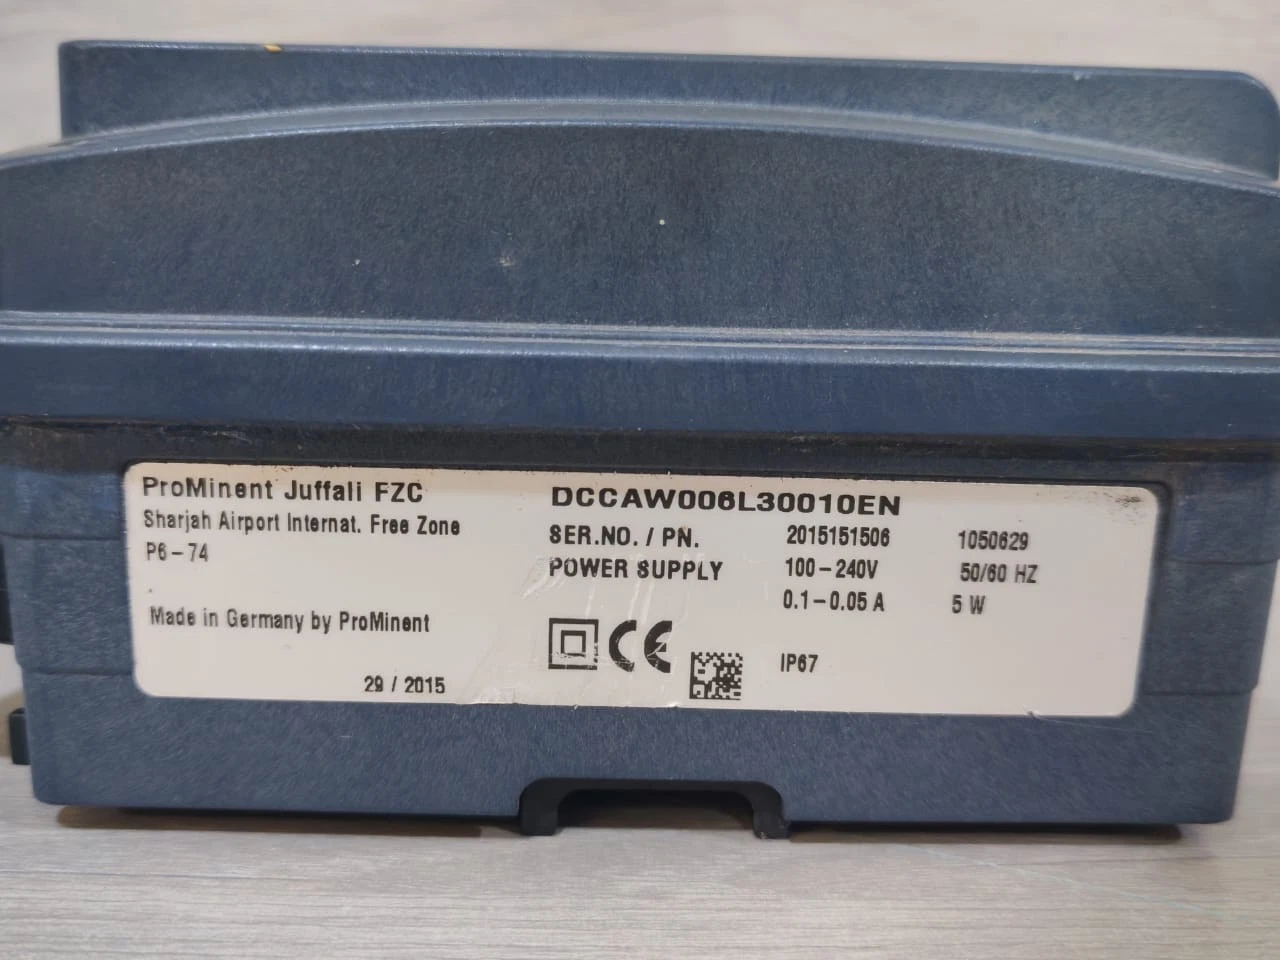 ProMinent Juffali FZC
Sharjah Airport Internat. Free Zone
P6-74
Made in Germany by ProMinent
29 / 2015
DCCAW006L30010EN
SER.NO. / PN. 2015151506 1050629
POWER SUPPLY 100-240V 50/60 HZ
0.1-0.05 A 5 W
CE
IP67